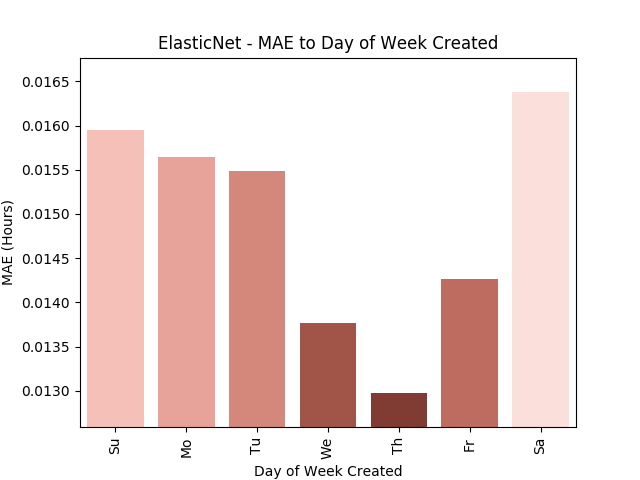 ElasticNet - MAE to Day of Week Created
MAE (Hours)
0.0165
0.0160
0.0155
0.0150
0.0145
0.0140
0.0135
0.0130
Su
Mo
Tu
We
Th
Fr
Sa
Day of Week Created